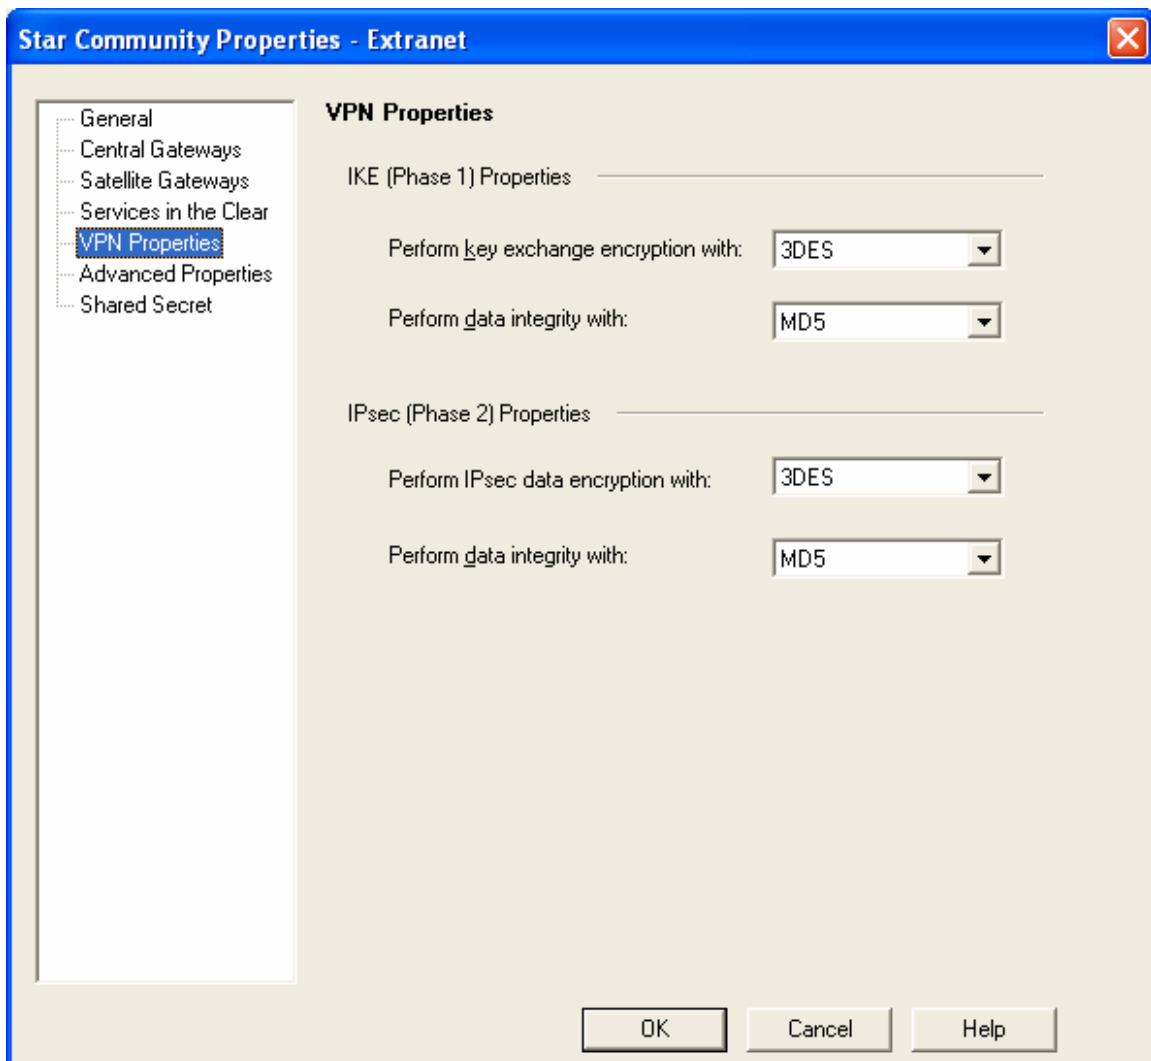 Star Community Properties - Extranet
General
Central Gateways
Satellite Gateways
Services in the Clear
VPN Properties
Advanced Properties
Shared Secret
VPN Properties
IKE (Phase 1) Properties
Perform key exchange encryption with: 3DES
Perform data integrity with: MD5
IPsec (Phase 2) Properties
Perform IPsec data encryption with: 3DES
Perform data integrity with: MD5
OK Cancel Help